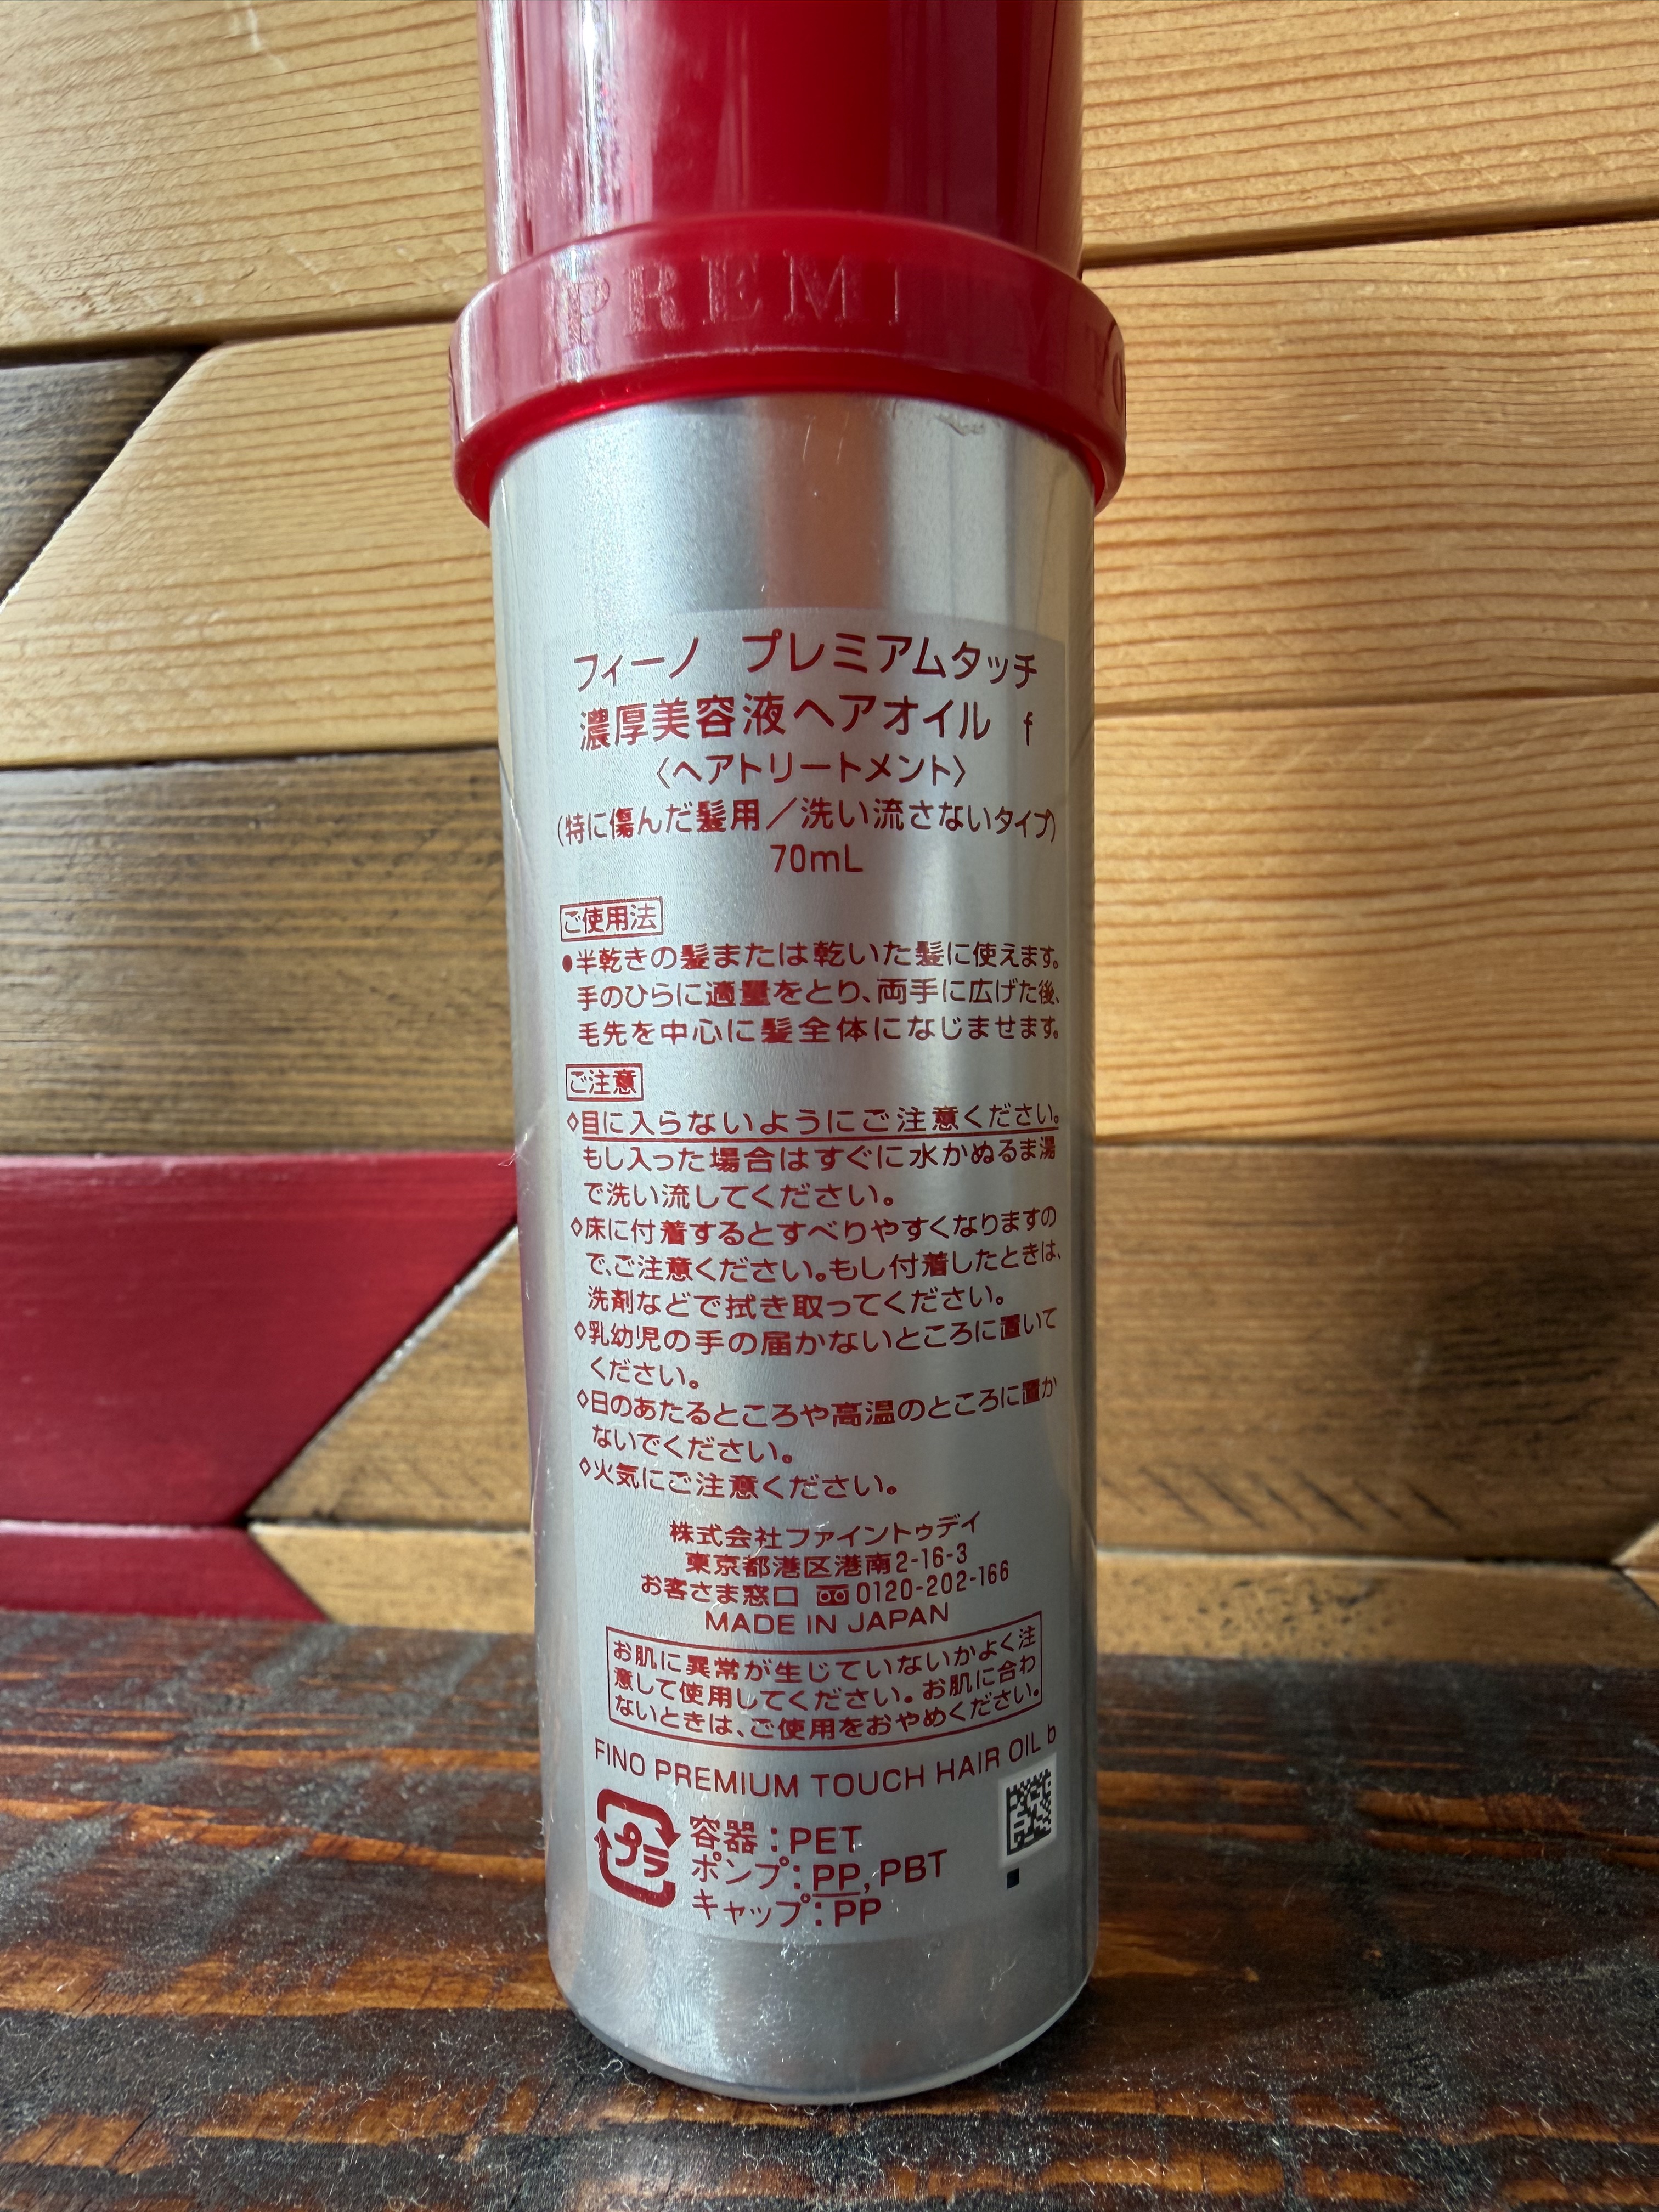 PREMI
フィーノ　プレミアムタッチ
濃厚美容液ヘアオイル　f
〈ヘアトリートメント〉
(特に傷んだ髪用／洗い流さないタイプ)
70mL
ご使用法
●半乾きの髪または乾いた髪に使えます。
手のひらに適量をとり、両手に広げた後、
毛先を中心に髪全体になじませます。
ご注意
◇目に入らないようにご注意ください。
もし入った場合はすぐに水かぬるま湯
で洗い流してください。
◇床に付着するとすべりやすくなりますの
で、ご注意ください。もし付着したときは、
洗剤などで拭き取ってください。
◇乳幼児の手の届かないところに置いて
ください。
◇日のあたるところや高温のところに置か
ないでください。
◇火気にご注意ください。
株式会社ファイントゥデイ
東京都港区港南2-16-3
お客さま窓口 0120-202-166
MADE IN JAPAN
お肌に異常が生じていないかよく注
意して使用してください。お肌に合わ
ないときは、ご使用をおやめください。
FINO PREMIUM TOUCH HAIR OIL b
プラ
容器：PET
ポンプ：PP, PBT
キャップ：PP